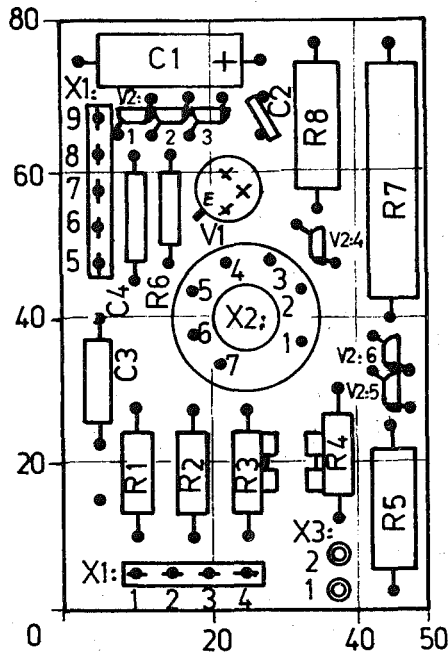 80
C1 +
X1:
V2:
9
1 2 3
C2
R8
R7
8
60
7
E
V1
6
5
C4
R6
V2:4
4 3
5 2
X2:
6 1
7
40
C3
V2:6
V2:5
20
R1 R2 R3 R4
R5
X3:
2
1
X1:
1 2 3 4
0 20 40 50